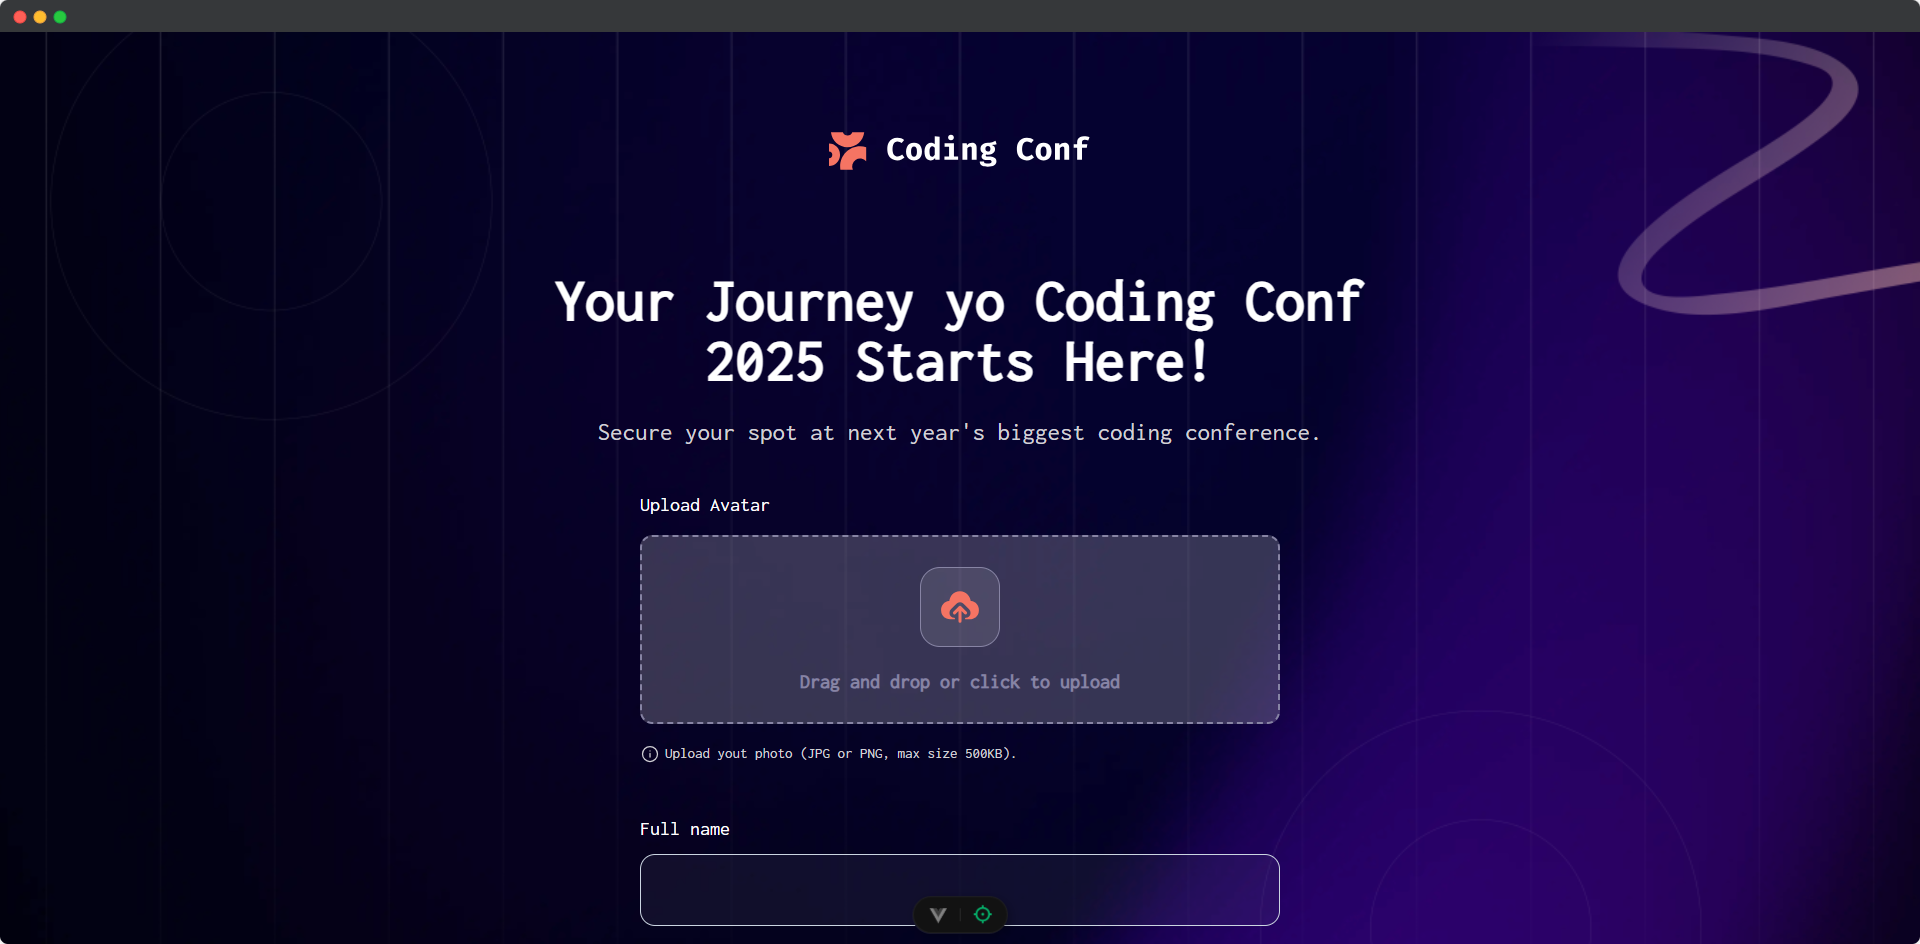 Coding Conf
Your Journey yo Coding Conf
2025 Starts Here!
Secure your spot at next year's biggest coding conference.
Upload Avatar
Drag and drop or click to upload
Upload yout photo (JPG or PNG, max size 500KB).
Full name